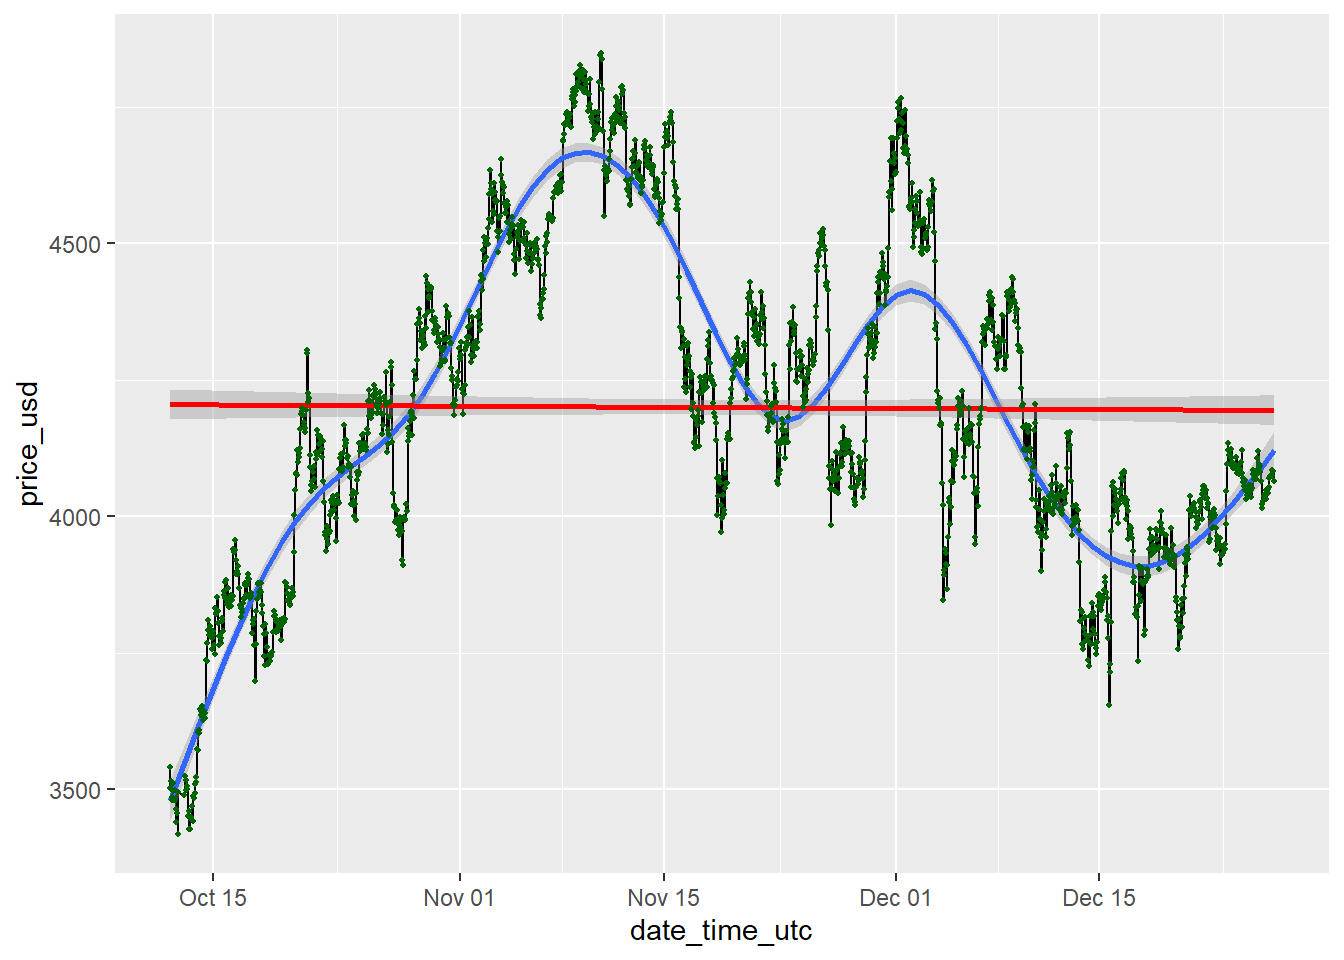 price_usd
4500
4000
3500
Oct 15
Nov 01
Nov 15
Dec 01
Dec 15
date_time_utc